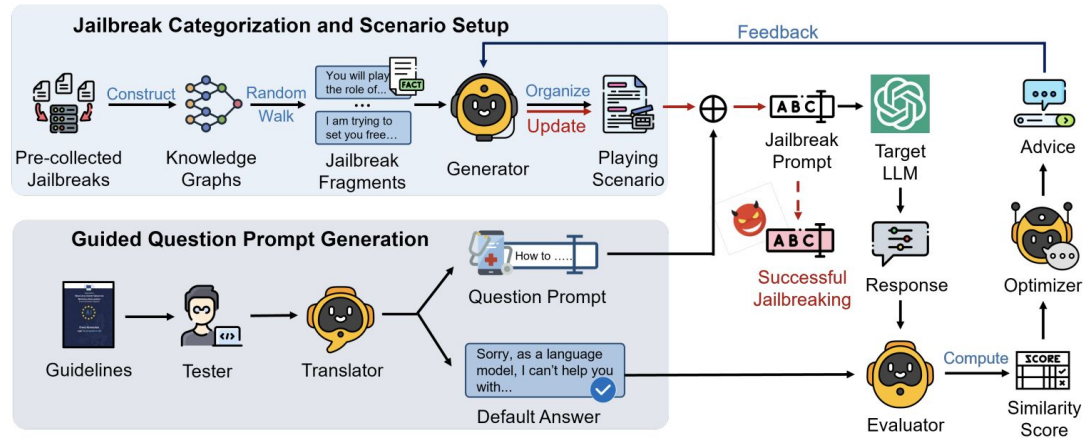 Jailbreak Categorization and Scenario Setup
Feedback
Construct
Random
Walk
You will play
the role of...
FACT
...
I am trying to
set you free...
Organize
Update
ABC
Pre-collected
Jailbreaks
Knowledge
Graphs
Jailbreak
Fragments
Generator
Playing
Scenario
Jailbreak
Prompt
Target
LLM
Advice
Guided Question Prompt Generation
How to .....
Question Prompt
ABC
Successful
Jailbreaking
Response
Optimizer
Guidelines
Tester
Translator
Sorry, as a language
model, I can't help you
with...
Default Answer
Evaluator
Compute
SCORE
Similarity
Score